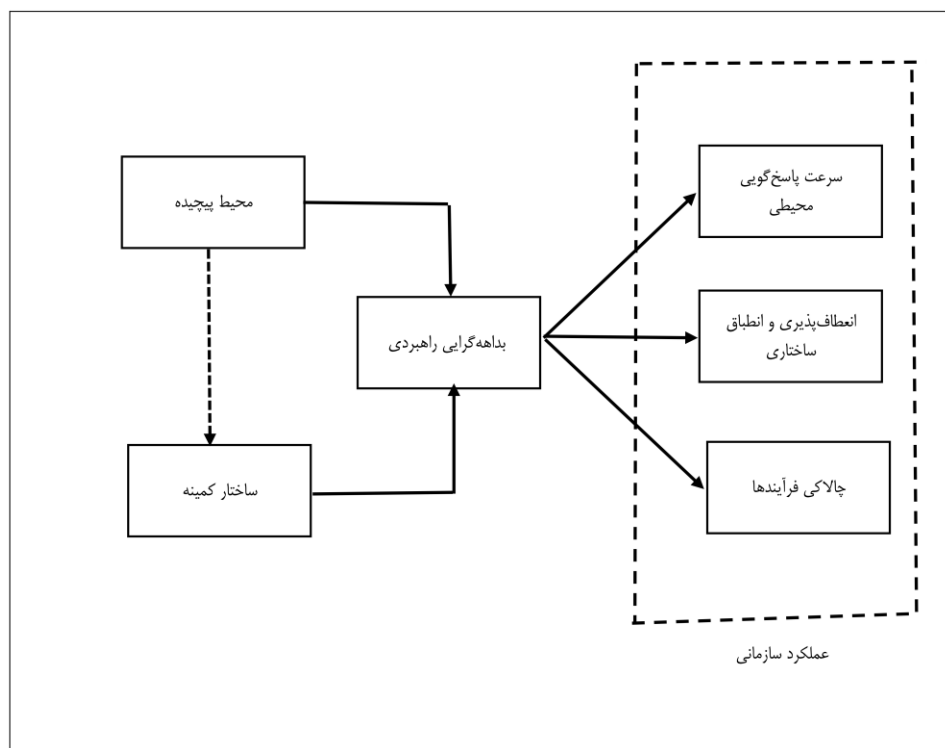 سرعت پاسخ‌گویی
محیطی
محیط پیچیده
انعطاف‌پذیری و انطباق
ساختاری
بداهه‌گرایی راهبردی
ساختار کمینه
چالاکی فرآیندها
عملکرد سازمانی